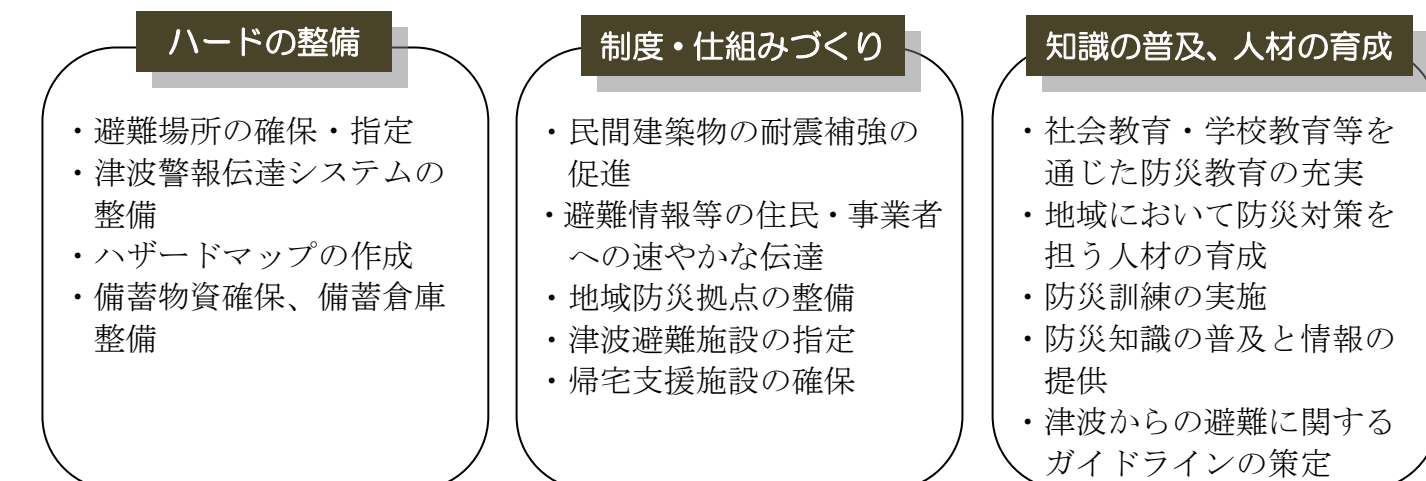 ハードの整備
・避難場所の確保・指定
・津波警報伝達システムの
整備
・ハザードマップの作成
・備蓄物資確保、備蓄倉庫
整備
制度・仕組みづくり
・民間建築物の耐震補強の
促進
・避難情報等の住民・事業者
への速やかな伝達
・地域防災拠点の整備
・津波避難施設の指定
・帰宅支援施設の確保
知識の普及、人材の育成
・社会教育・学校教育等を
通じた防災教育の充実
・地域において防災対策を
担う人材の育成
・防災訓練の実施
・防災知識の普及と情報の
提供
・津波からの避難に関する
ガイドラインの策定